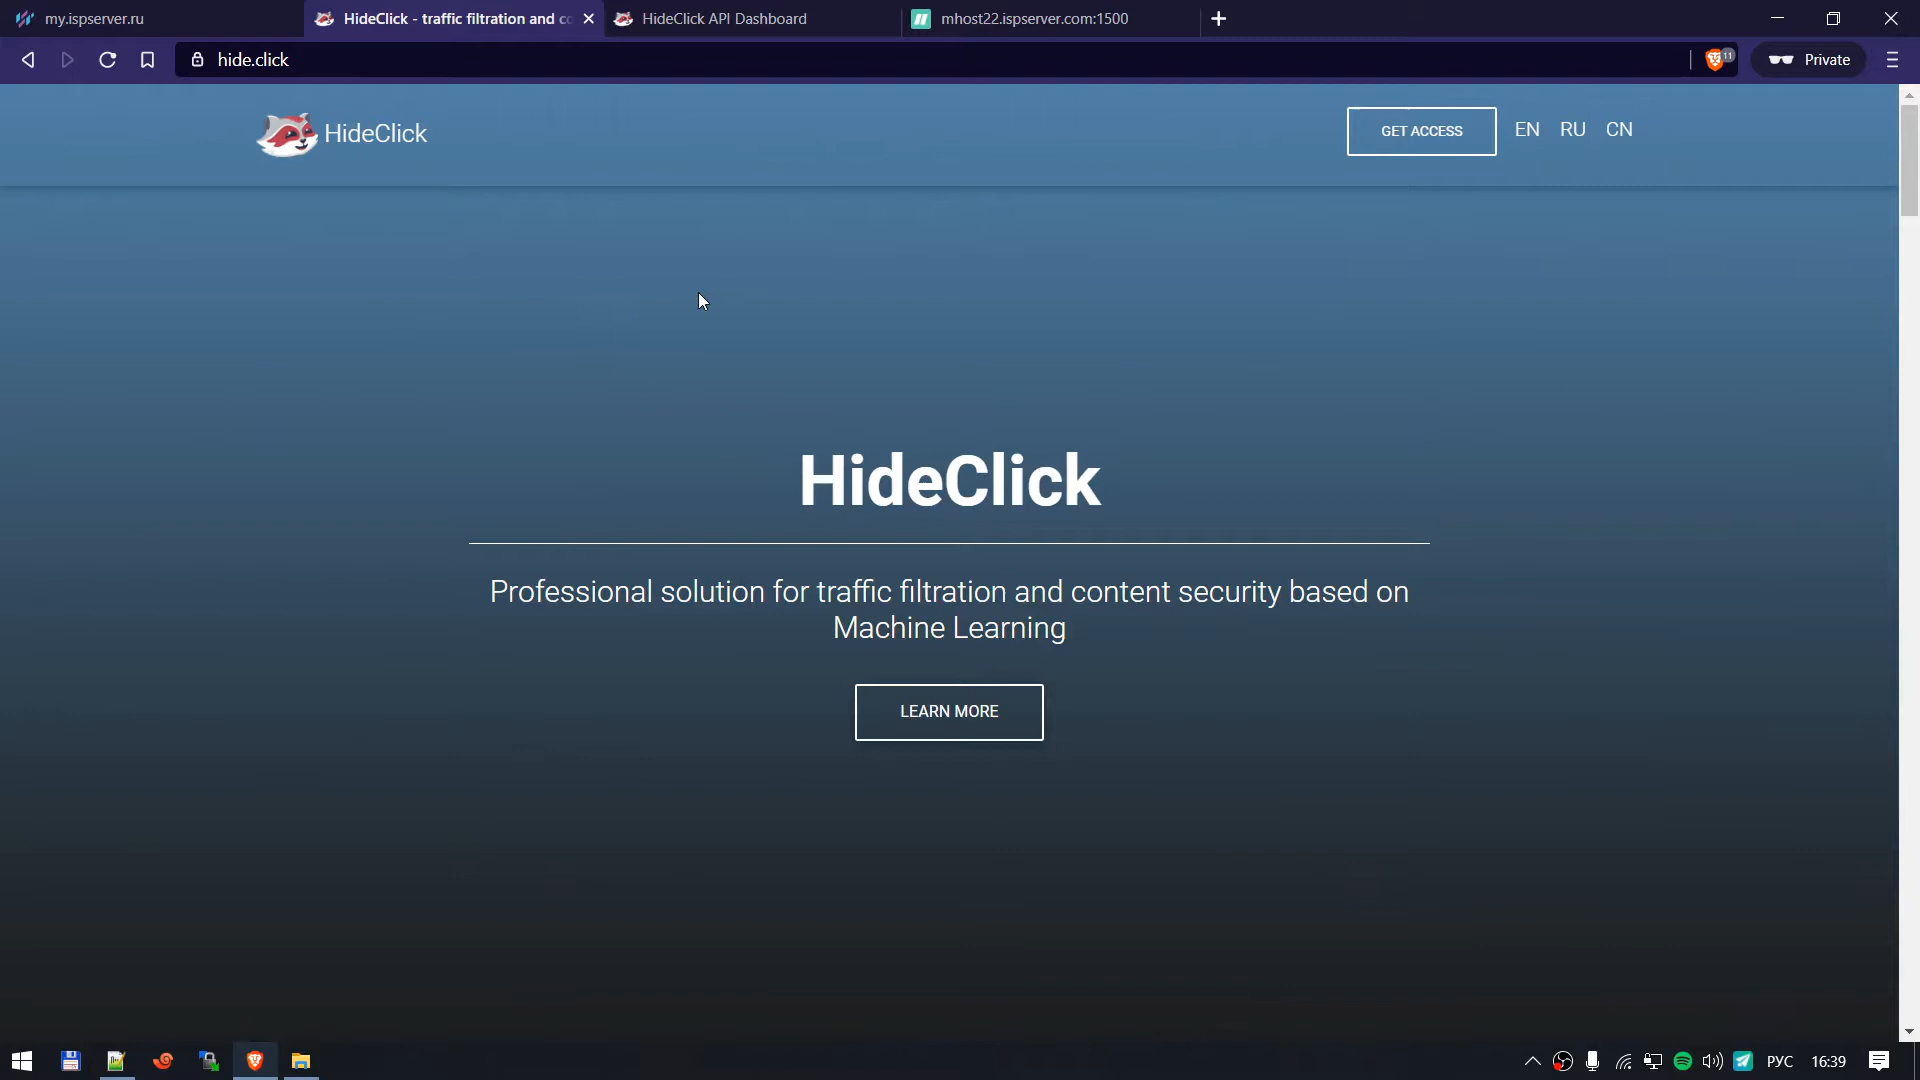 my.ispserver.ru
HideClick - traffic filtration and co
HideClick API Dashboard
mhost22.ispserver.com:1500
hide.click
11
Private
HideClick
GET ACCESS
EN
RU
CN
HideClick
Professional solution for traffic filtration and content security based on
Machine Learning
LEARN MORE
РУС
16:39